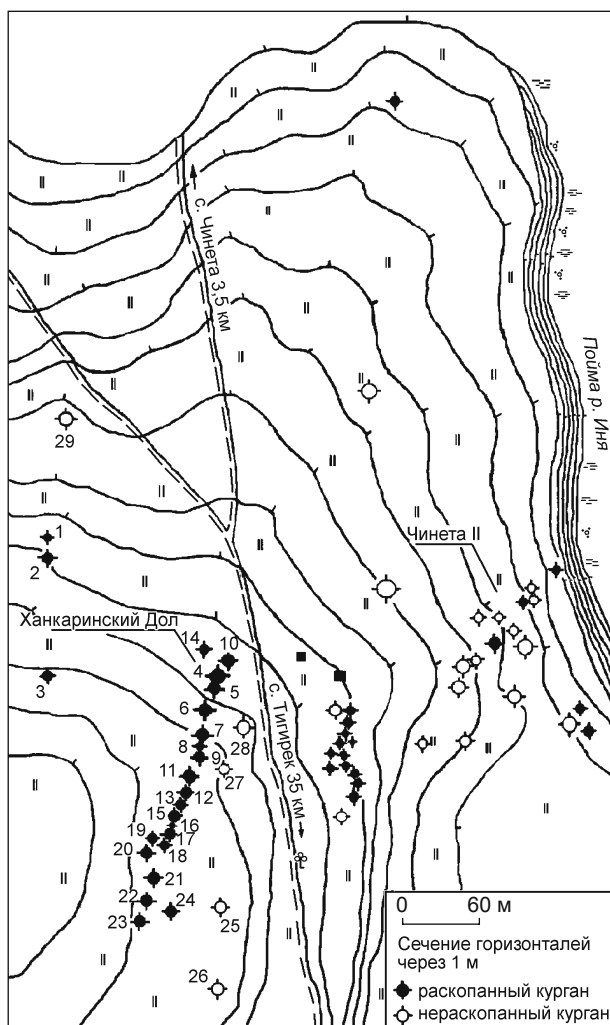 с. Чинета 3,5 км
Пойма р. Иня
29
1
2
Чинета II
Ханкаринский Дол
14
10
4
5
3
6
7
28
8
9
27
с. Тигирек 35 км
11
13
12
15
16
19
17
20
18
21
22
24
25
23
26
0 60 м
Сечение горизонталей
через 1 м
раскопанный курган
нераскопанный курган